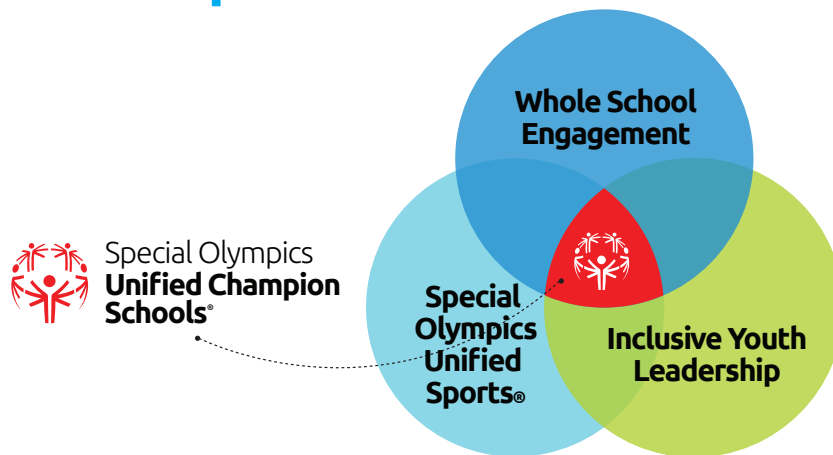 Whole School
Engagement
Special Olympics
Unified Champion
Schools®
Special
Olympics
Unified
Sports®
Inclusive Youth
Leadership